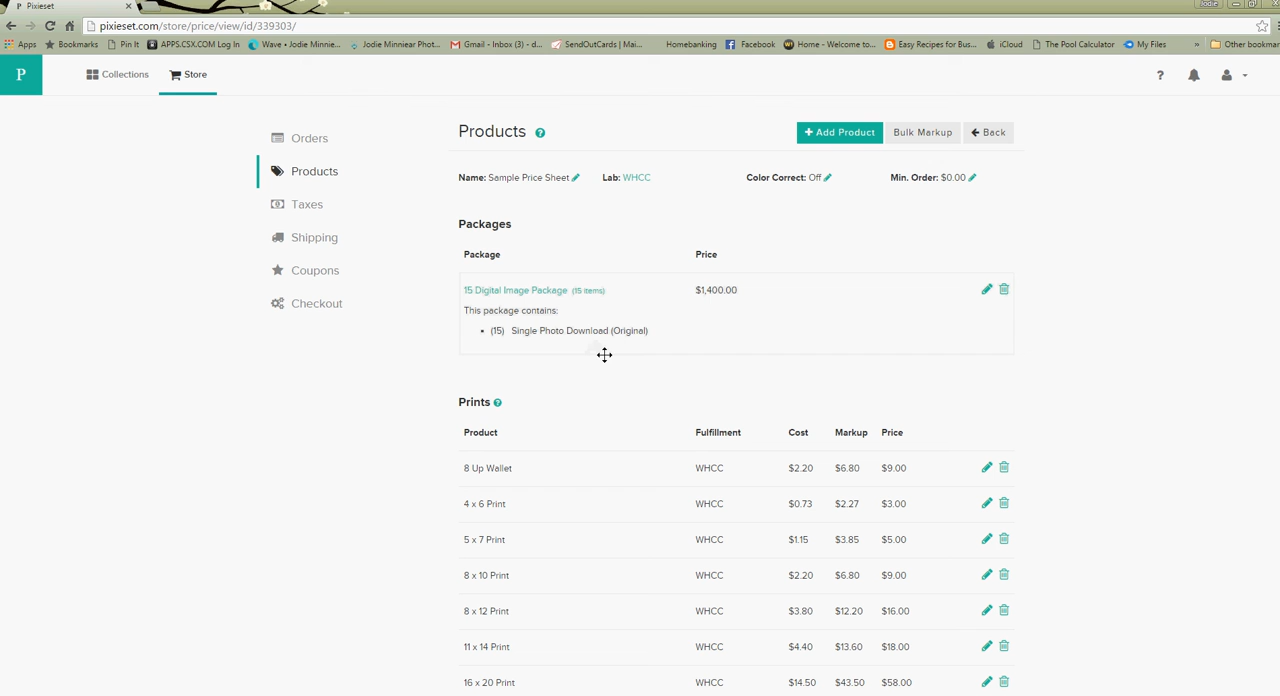 P Pixieset ×
Jodie
pixieset.com/store/price/view/id/339303/
Apps Bookmarks Pin It APPS.CSX.COM Log In Wave • Jodie Minnie... Jodie Minniear Phot... Gmail - Inbox (3) - d... SendOutCards | Mai... Homebanking Facebook Home - Welcome to... Easy Recipes for Bus... iCloud The Pool Calculator My Files » Other bookmar
P Collections Store ?
Orders
Products
Taxes
Shipping
Coupons
Checkout
Products ? + Add Product Bulk Markup Back
Name: Sample Price Sheet Lab: WHCC Color Correct: Off Min. Order: $0.00
Packages
Package Price
15 Digital Image Package (15 items) $1,400.00
This package contains:
• (15) Single Photo Download (Original)
Prints ?
Product Fulfillment Cost Markup Price
8 Up Wallet WHCC $2.20 $6.80 $9.00
4 x 6 Print WHCC $0.73 $2.27 $3.00
5 x 7 Print WHCC $1.15 $3.85 $5.00
8 x 10 Print WHCC $2.20 $6.80 $9.00
8 x 12 Print WHCC $3.80 $12.20 $16.00
11 x 14 Print WHCC $4.40 $13.60 $18.00
16 x 20 Print WHCC $14.50 $43.50 $58.00